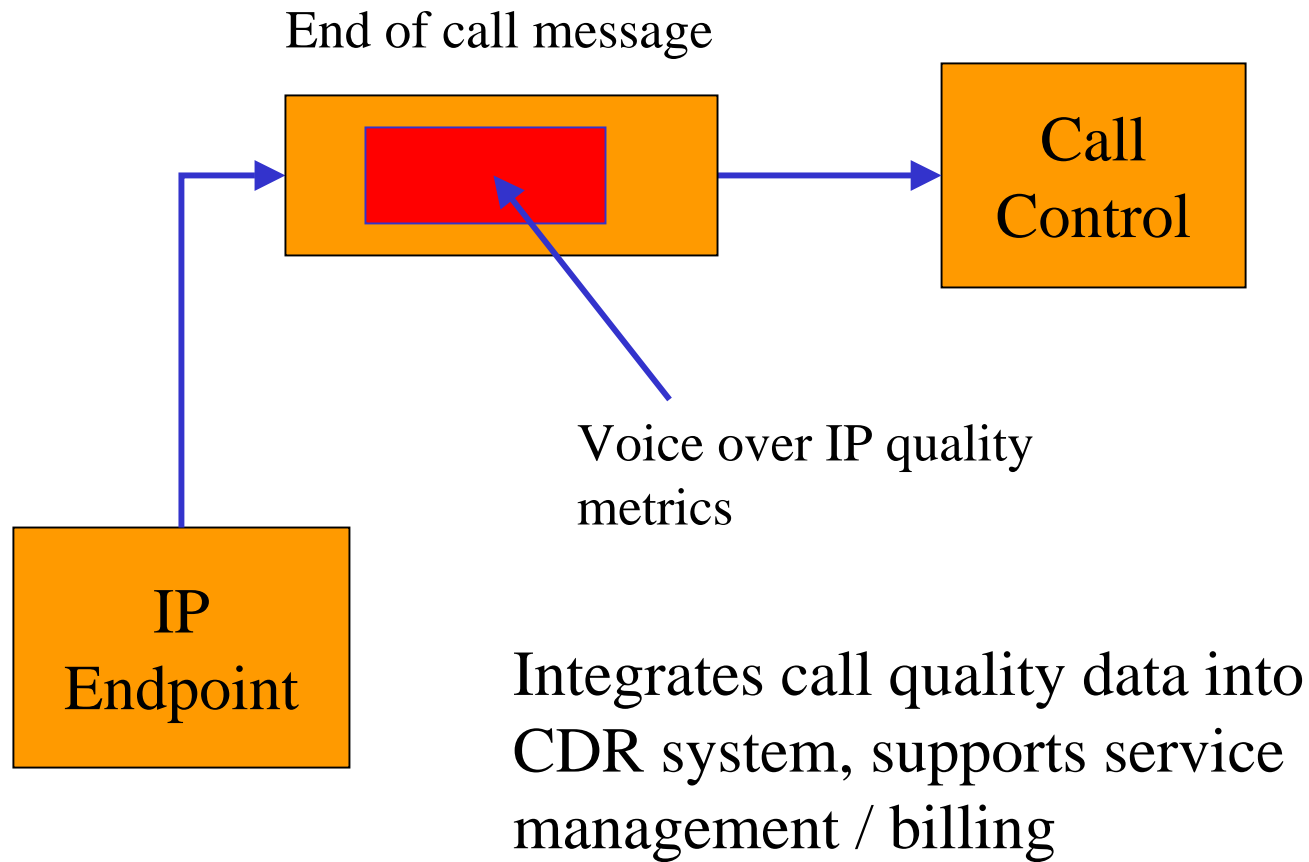 End of call message
Call
Control
Voice over IP quality
metrics
IP
Endpoint
Integrates call quality data into
CDR system, supports service
management / billing